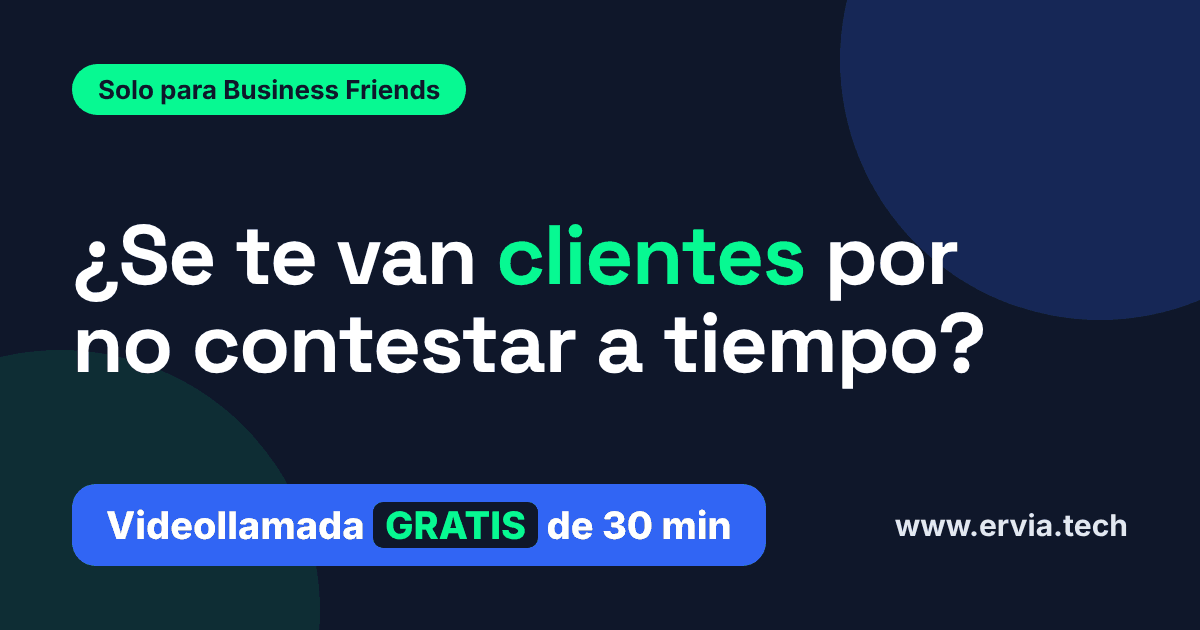 Solo para Business Friends
¿Se te van clientes por
no contestar a tiempo?
Videollamada GRATIS de 30 min
www.ervia.tech